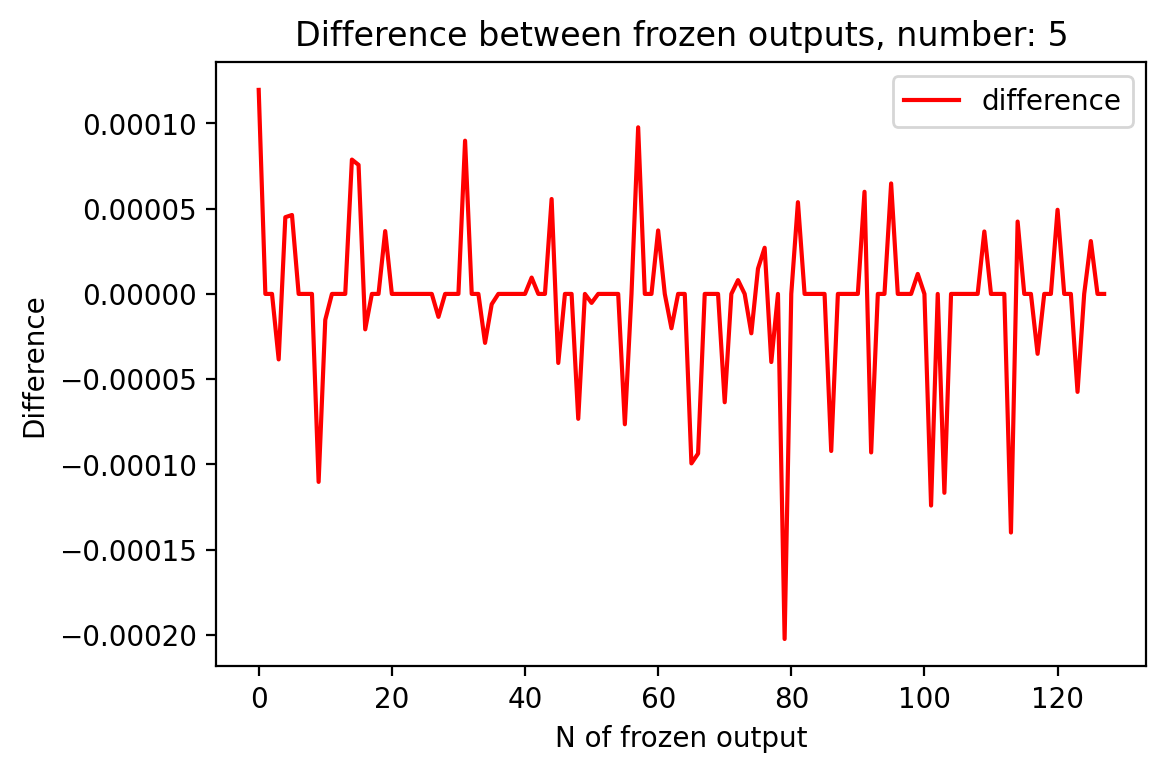 Difference between frozen outputs, number: 5
difference
0.00010
0.00005
0.00000
−0.00005
−0.00010
−0.00015
−0.00020
Difference
0 20 40 60 80 100 120
N of frozen output